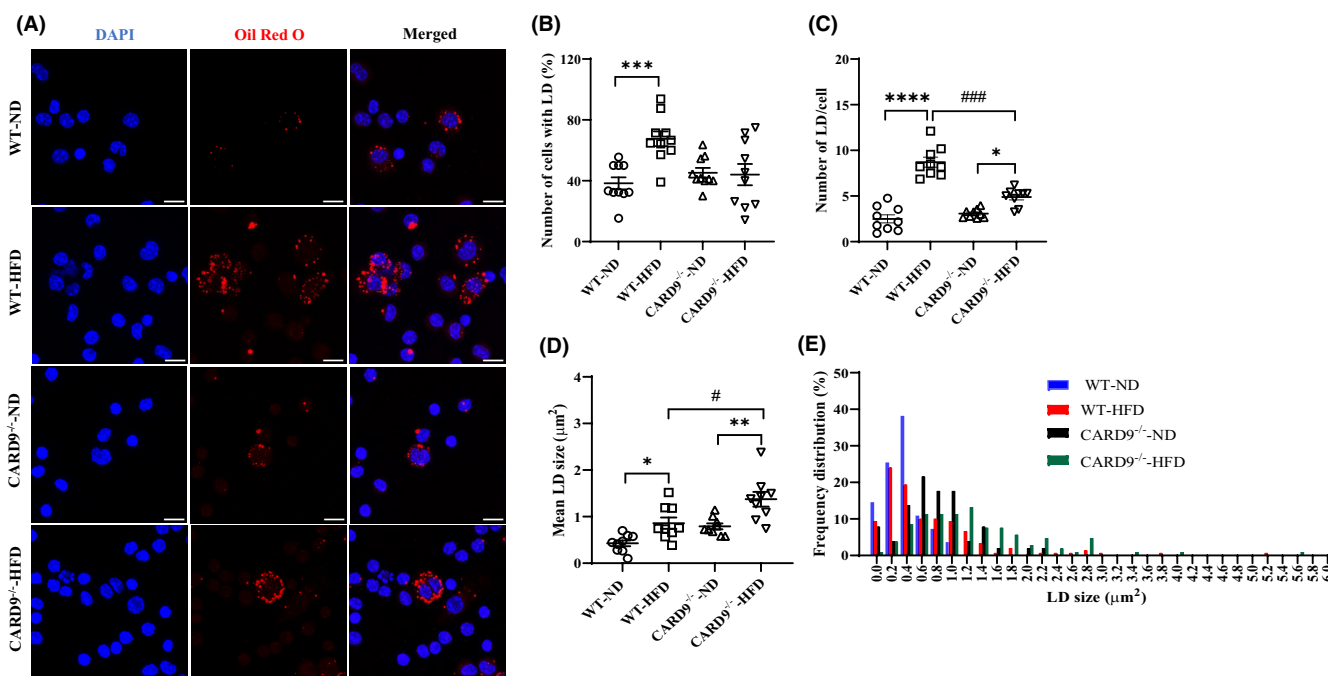 (A)
DAPI
Oil Red O
Merged
WT-ND
WT-HFD
CARD9⁻/⁻-ND
CARD9⁻/⁻-HFD
(B)
Number of cells with LD (%)
120
80
40
0
***
WT-ND
WT-HFD
CARD9⁻/⁻-ND
CARD9⁻/⁻-HFD
(C)
Number of LD/cell
20
15
10
5
0
****
###
*
WT-ND
WT-HFD
CARD9⁻/⁻-ND
CARD9⁻/⁻-HFD
(D)
Mean LD size (μm²)
4
3
2
1
0
#
**
*
WT-ND
WT-HFD
CARD9⁻/⁻-ND
CARD9⁻/⁻-HFD
(E)
Frequency distribution (%)
50
40
30
20
10
0
WT-ND
WT-HFD
CARD9⁻/⁻-ND
CARD9⁻/⁻-HFD
0.0 0.2 0.4 0.6 0.8 1.0 1.2 1.4 1.6 1.8 2.0 2.2 2.4 2.6 2.8 3.0 3.2 3.4 3.6 3.8 4.0 4.2 4.4 4.6 4.8 5.0 5.2 5.4 5.6 5.8 6.0
LD size (μm²)